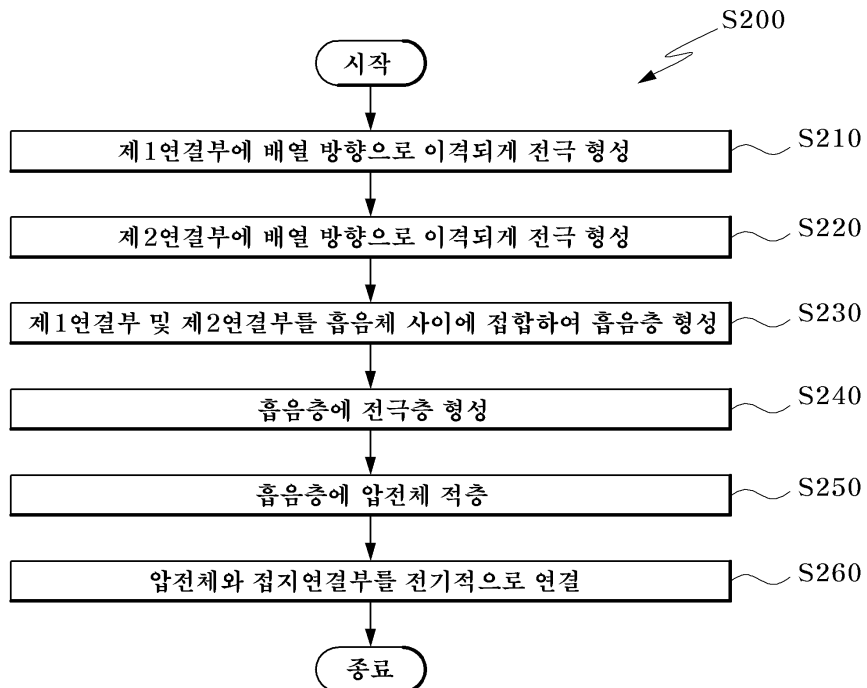 S200
시작
제1연결부에 배열 방향으로 이격되게 전극 형성
S210
제2연결부에 배열 방향으로 이격되게 전극 형성
S220
제1연결부 및 제2연결부를 흡음체 사이에 접합하여 흡음층 형성
S230
흡음층에 전극층 형성
S240
흡음층에 압전체 적층
S250
압전체와 접지연결부를 전기적으로 연결
S260
종료